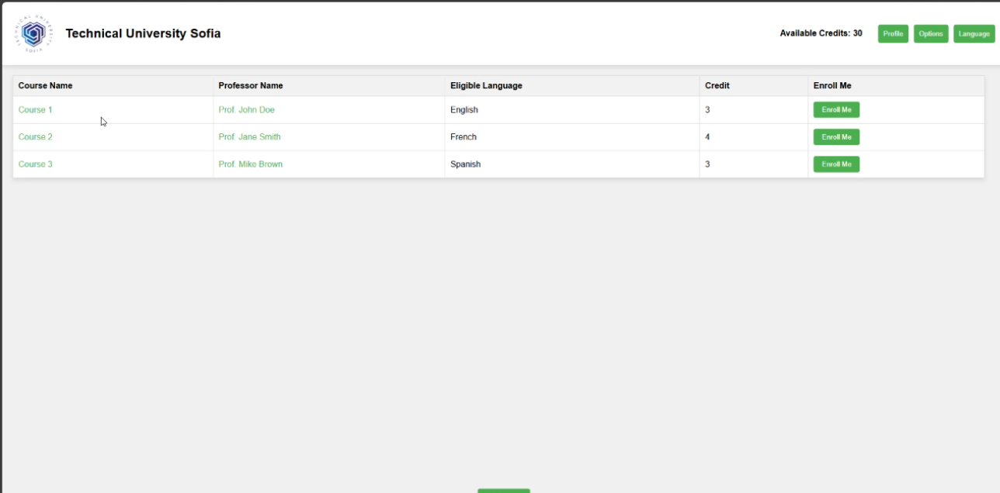 TECHNICAL UNIVERSITY
SOFIA
Technical University Sofia
Available Credits: 30 Profile Options Language
Course Name Professor Name Eligible Language Credit Enroll Me
Course 1 Prof. John Doe English 3 Enroll Me
Course 2 Prof. Jane Smith French 4 Enroll Me
Course 3 Prof. Mike Brown Spanish 3 Enroll Me